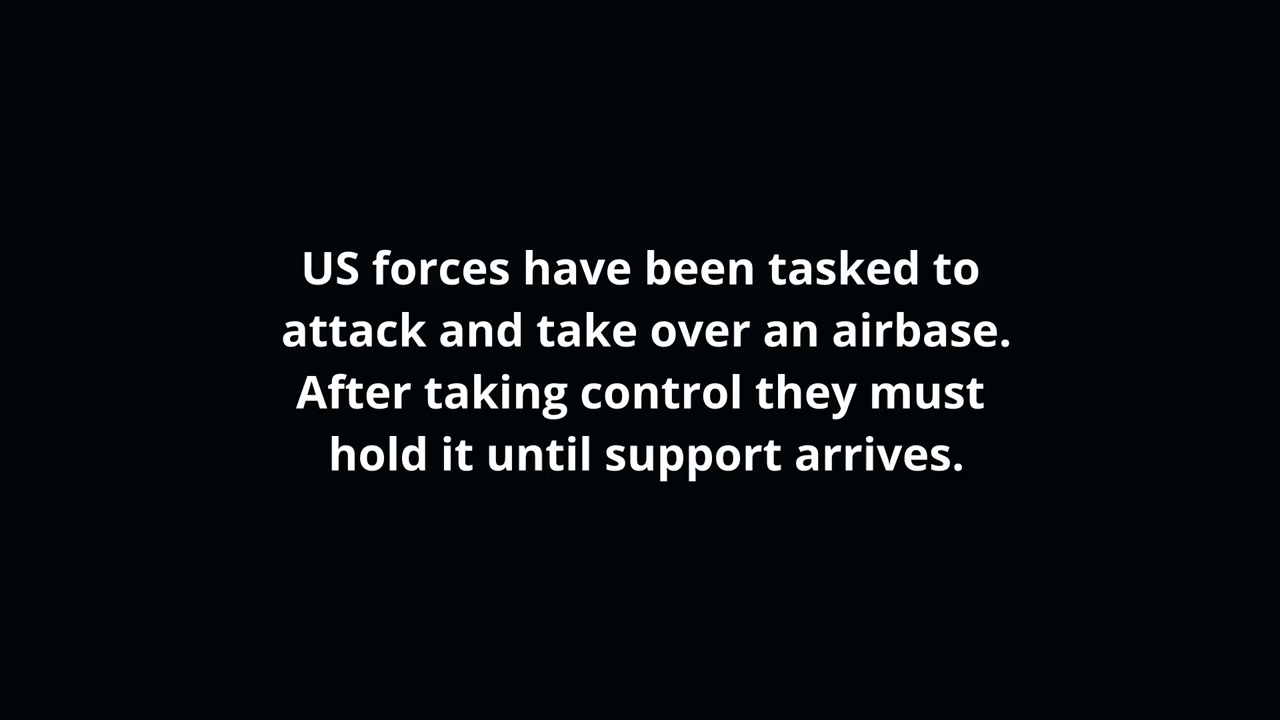 US forces have been tasked to
attack and take over an airbase.
After taking control they must
hold it until support arrives.